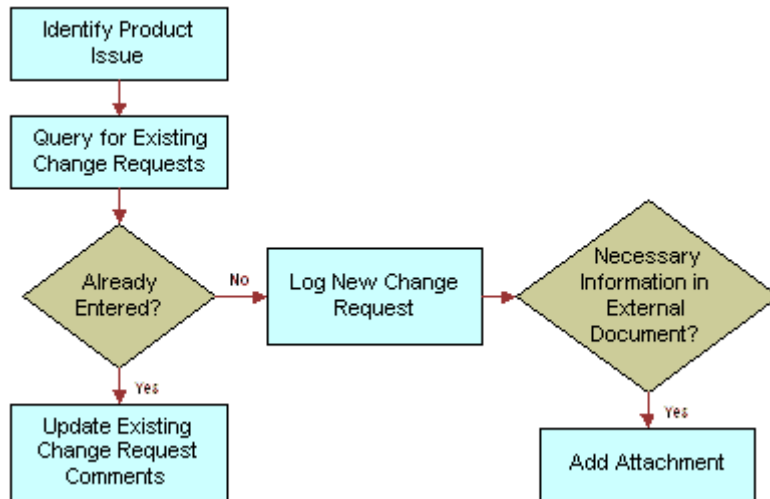 Identify Product
Issue
Query for Existing
Change Requests
Already
Entered?
No
Log New Change
Request
Necessary
Information in
External
Document?
Yes
Update Existing
Change Request
Comments
Yes
Add Attachment